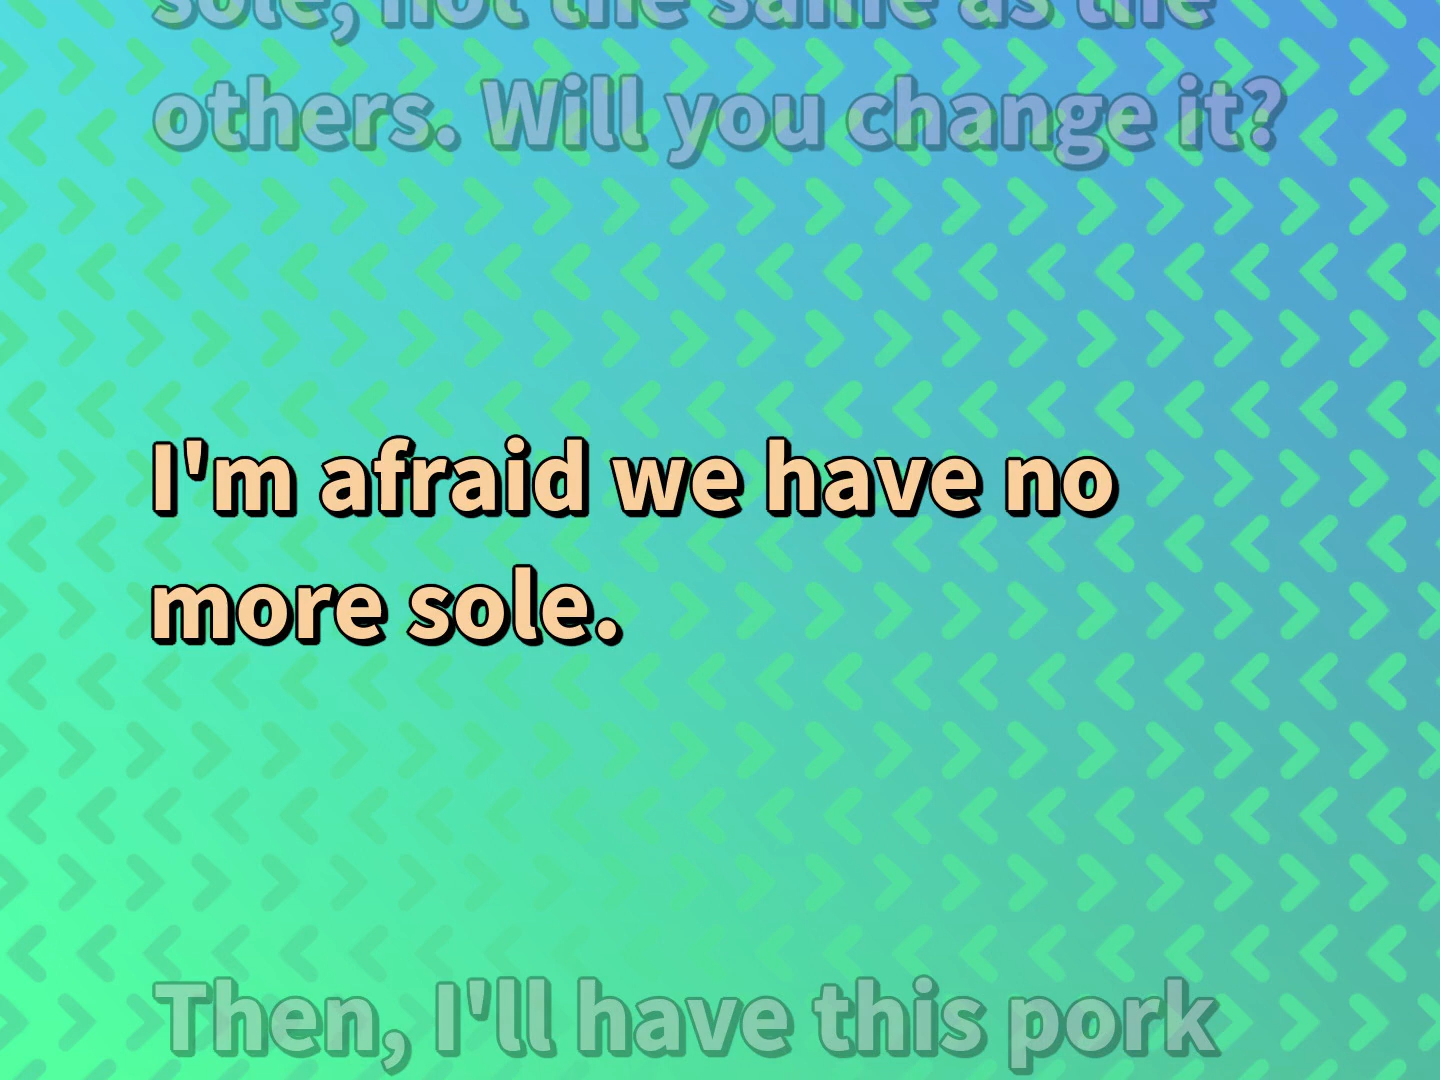 sole, not the same as the
others. Will you change it?
I'm afraid we have no
more sole.
Then, I'll have this pork